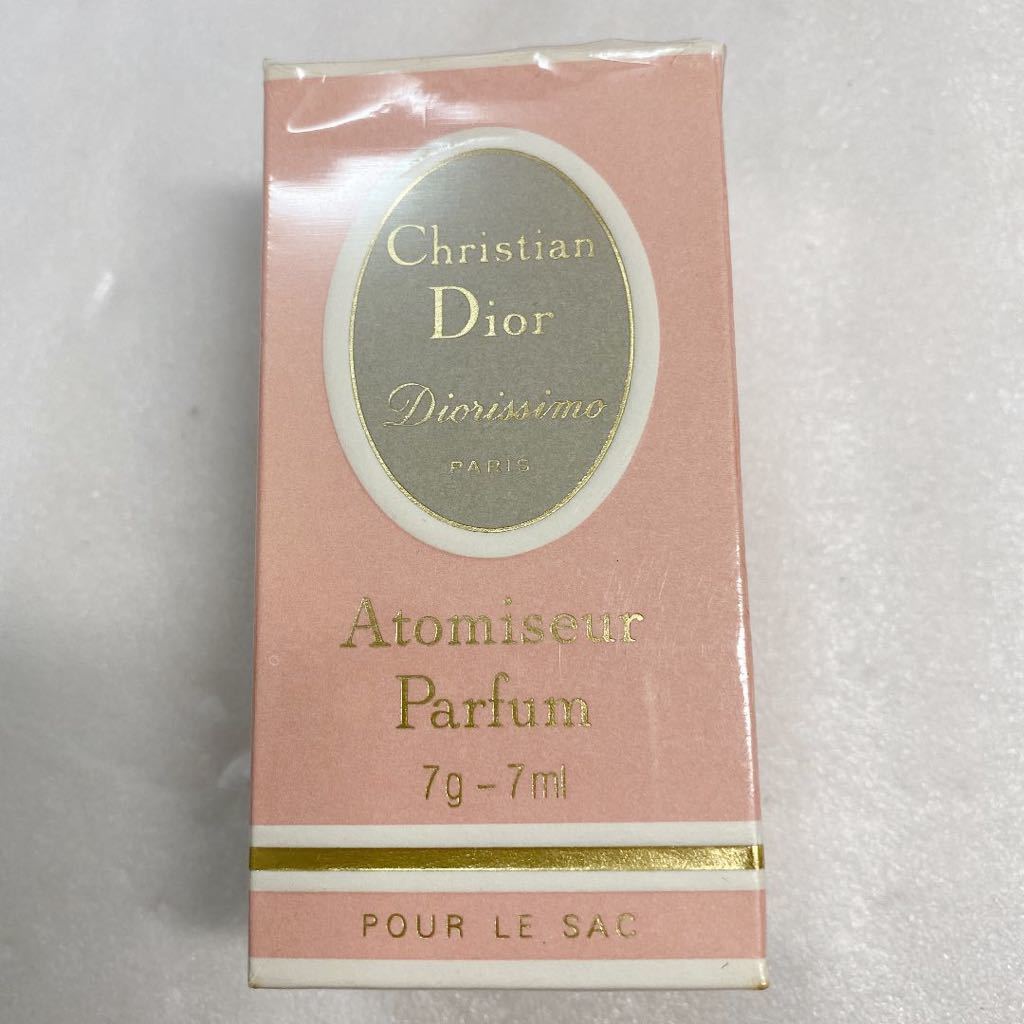 Christian
Dior
Diorissimo
PARIS
Atomiseur
Parfum
7g - 7ml
POUR LE SAC